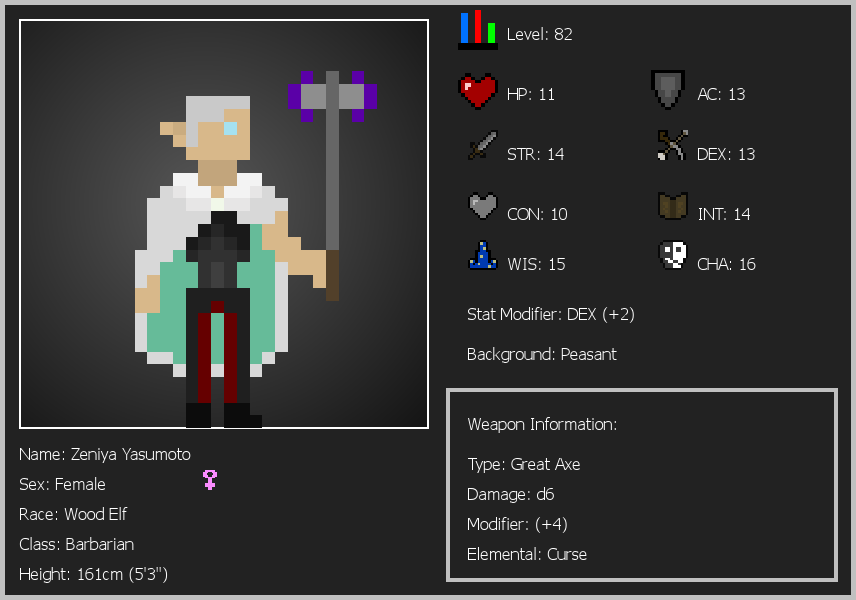 Level: 82
HP: 11
AC: 13
STR: 14
DEX: 13
CON: 10
INT: 14
WIS: 15
CHA: 16
Stat Modifier: DEX (+2)
Background: Peasant
Weapon Information:
Type: Great Axe
Damage: d6
Modifier: (+4)
Elemental: Curse
Name: Zeniya Yasumoto
Sex: Female
Race: Wood Elf
Class: Barbarian
Height: 161cm (5'3")